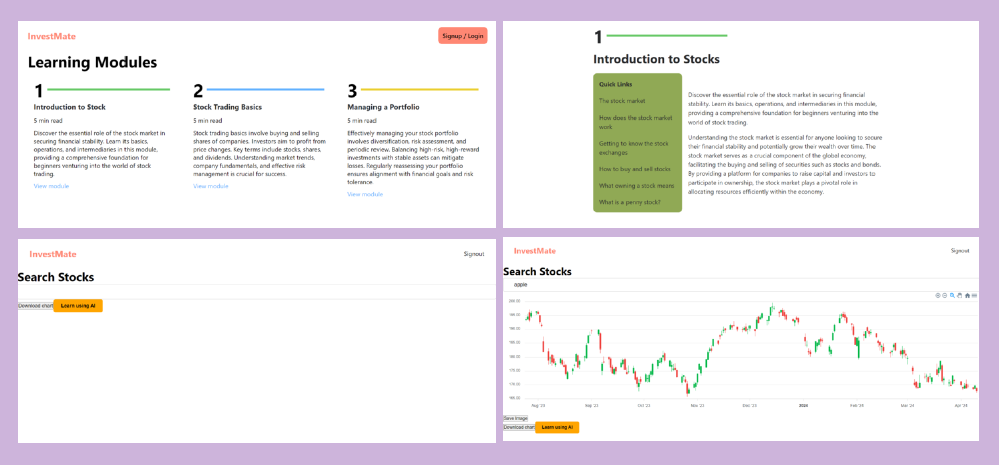 InvestMate
Signup / Login
Learning Modules
1
Introduction to Stock
5 min read
Discover the essential role of the stock market in
securing financial stability. Learn its basics,
operations, and intermediaries in this module,
providing a comprehensive foundation for
beginners venturing into the world of stock
trading.
View module
2
Stock Trading Basics
5 min read
Stock trading basics involve buying and selling
shares of companies. Investors aim to profit from
price changes. Key terms include stocks, shares,
and dividends. Understanding market trends,
company fundamentals, and effective risk
management is crucial for success.
View module
3
Managing a Portfolio
5 min read
Effectively managing your stock portfolio
involves diversification, risk assessment, and
periodic review. Balancing high-risk, high-reward
investments with stable assets can mitigate
losses. Regularly reassessing your portfolio
ensures alignment with financial goals and risk
tolerance.
View module
1
Introduction to Stocks
Quick Links
The stock market
How does the stock market
work
Getting to know the stock
exchanges
How to buy and sell stocks
What owning a stock means
What is a penny stock?
Discover the essential role of the stock market in securing financial
stability. Learn its basics, operations, and intermediaries in this module,
providing a comprehensive foundation for beginners venturing into the
world of stock trading.
Understanding the stock market is essential for anyone looking to secure
their financial stability and potentially grow their wealth over time. The
stock market serves as a crucial component of the global economy,
facilitating the buying and selling of securities such as stocks and bonds.
By providing a platform for companies to raise capital and investors to
participate in ownership, the stock market plays a pivotal role in
allocating resources efficiently within the economy.
InvestMate
Signout
Search Stocks
Download chart
Learn using AI
InvestMate
Signout
Search Stocks
apple
200.00
195.00
190.00
185.00
180.00
175.00
170.00
165.00
Aug '23
Sep '23
Oct '23
Nov '23
Dec '23
2024
Feb '24
Mar '24
Apr '24
Save Image
Download chart
Learn using AI